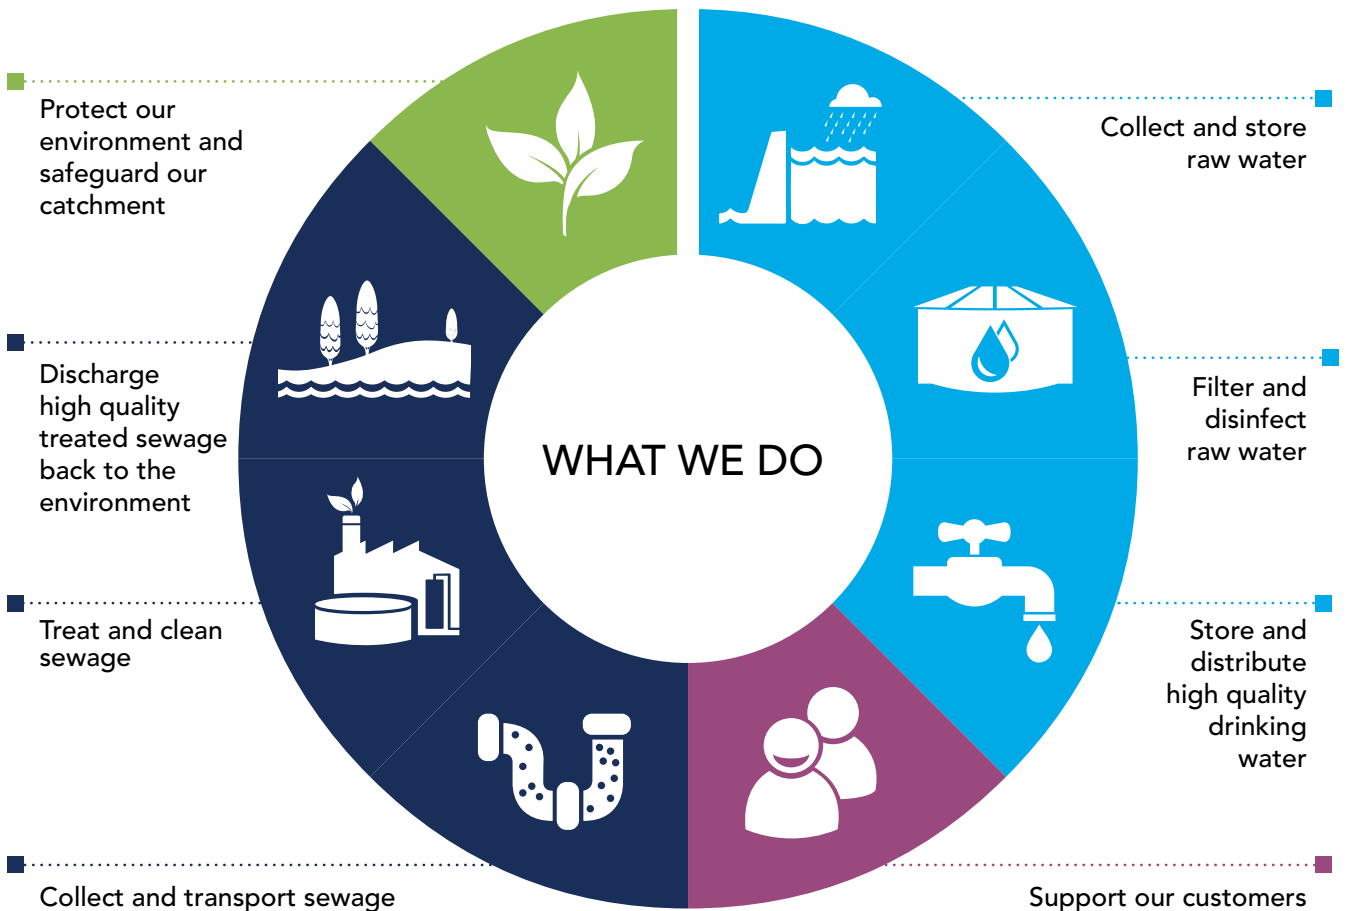 Protect our
environment and
safeguard our
catchment
Discharge
high quality
treated sewage
back to the
environment
Treat and clean
sewage
Collect and transport sewage
WHAT WE DO
Collect and store
raw water
Filter and
disinfect
raw water
Store and
distribute
high quality
drinking
water
Support our customers